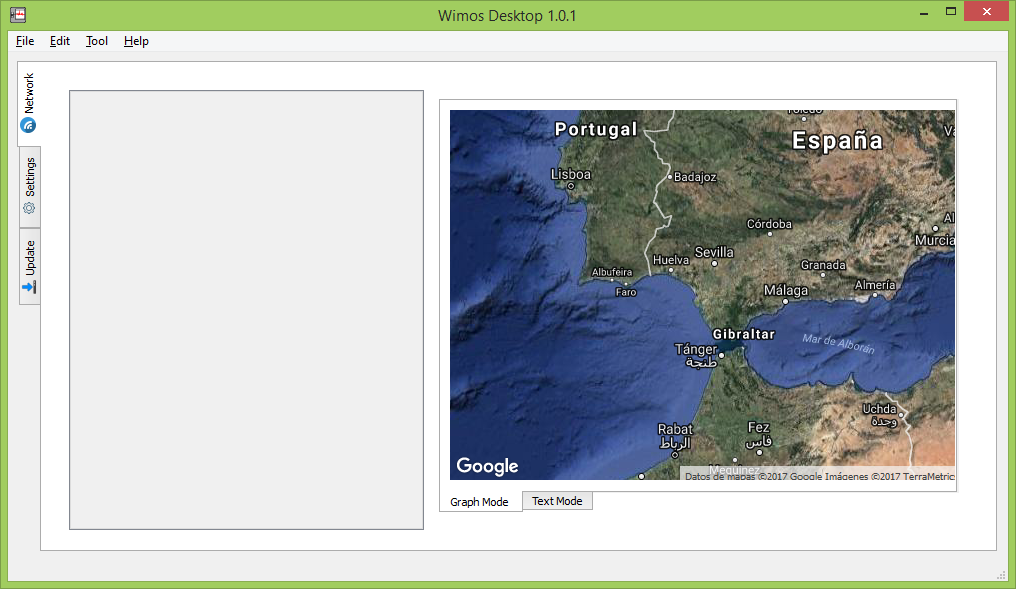 Wimos Desktop 1.0.1
File Edit Tool Help
Network
Settings
Update
Toledo
Portugal
España
Lisboa
Badajoz
Córdoba
Murcia
Sevilla
Huelva
Granada
Albufeira
Faro
Málaga
Almería
Gibraltar
Mar de Alborán
Tánger
طنجة
Uchda
وجدة
Rabat
الرباط
Fez
فاس
Mequinez
Google
Datos de mapas ©2017 Google Imágenes ©2017 TerraMetric
Graph Mode
Text Mode